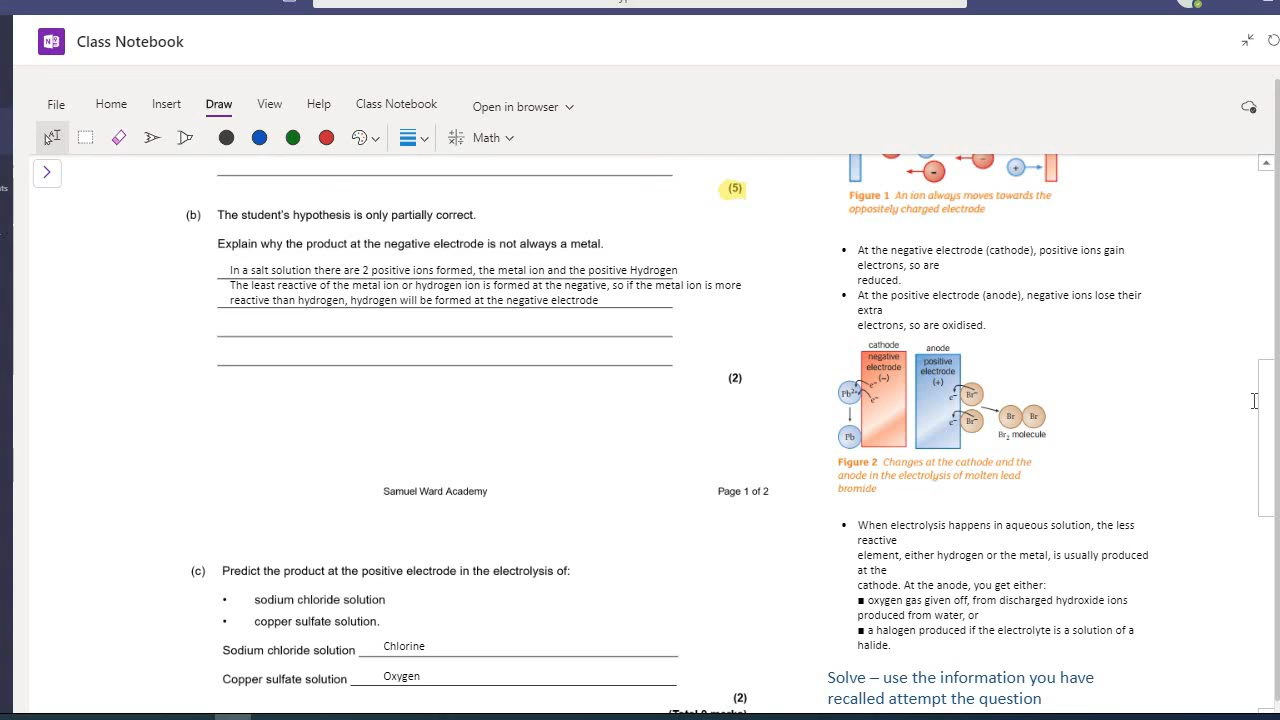 Class Notebook
File Home Insert Draw View Help Class Notebook Open in browser
Math
(5)
(b) The student's hypothesis is only partially correct.
Explain why the product at the negative electrode is not always a metal.
In a salt solution there are 2 positive ions formed, the metal ion and the positive Hydrogen
The least reactive of the metal ion or hydrogen ion is formed at the negative, so if the metal ion is more
reactive than hydrogen, hydrogen will be formed at the negative electrode
(2)
Samuel Ward Academy Page 1 of 2
(c) Predict the product at the positive electrode in the electrolysis of:
• sodium chloride solution
• copper sulfate solution.
Sodium chloride solution Chlorine
Copper sulfate solution Oxygen
(2)
- + 
Figure 1 An ion always moves towards the
oppositely charged electrode
• At the negative electrode (cathode), positive ions gain
electrons, so are
reduced.
• At the positive electrode (anode), negative ions lose their
extra
electrons, so are oxidised.
cathode anode
negative
electrode
(−)
positive
electrode
(+)
Pb²⁺ e⁻ e⁻ Br⁻
e⁻ Br⁻
Pb
Br Br
Br₂ molecule
Figure 2 Changes at the cathode and the
anode in the electrolysis of molten lead
bromide
• When electrolysis happens in aqueous solution, the less
reactive
element, either hydrogen or the metal, is usually produced
at the
cathode. At the anode, you get either:
■ oxygen gas given off, from discharged hydroxide ions
produced from water, or
■ a halogen produced if the electrolyte is a solution of a
halide.
Solve – use the information you have
recalled attempt the question